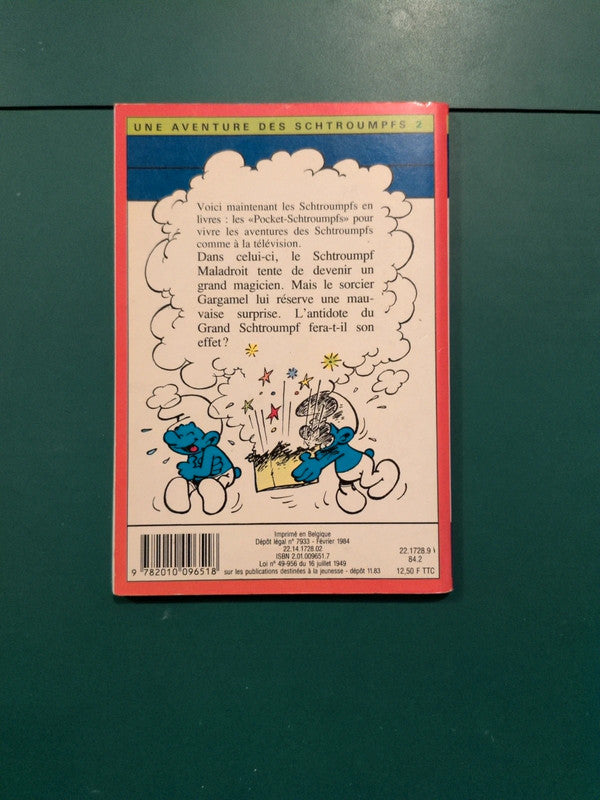 UNE AVENTURE DES SCHTROUMPFS 2
Voici maintenant les Schtroumpfs en
livres : les «Pocket-Schtroumpfs» pour
vivre les aventures des Schtroumpfs
comme à la télévision.
Dans celui-ci, le Schtroumpf
Maladroit tente de devenir un
grand magicien. Mais le sorcier
Gargamel lui réserve une mau-
vaise surprise. L'antidote du
Grand Schtroumpf fera-t-il son
effet ?
Imprimé en Belgique
Dépôt légal n° 7933 - Février 1984
22.14.1728.02
ISBN 2.01.009651.7
Loi n° 49-956 du 16 juillet 1949
sur les publications destinées à la jeunesse - dépôt 11.83
9 782010 096518
22.1728.9
84.2
12,50 F TTC